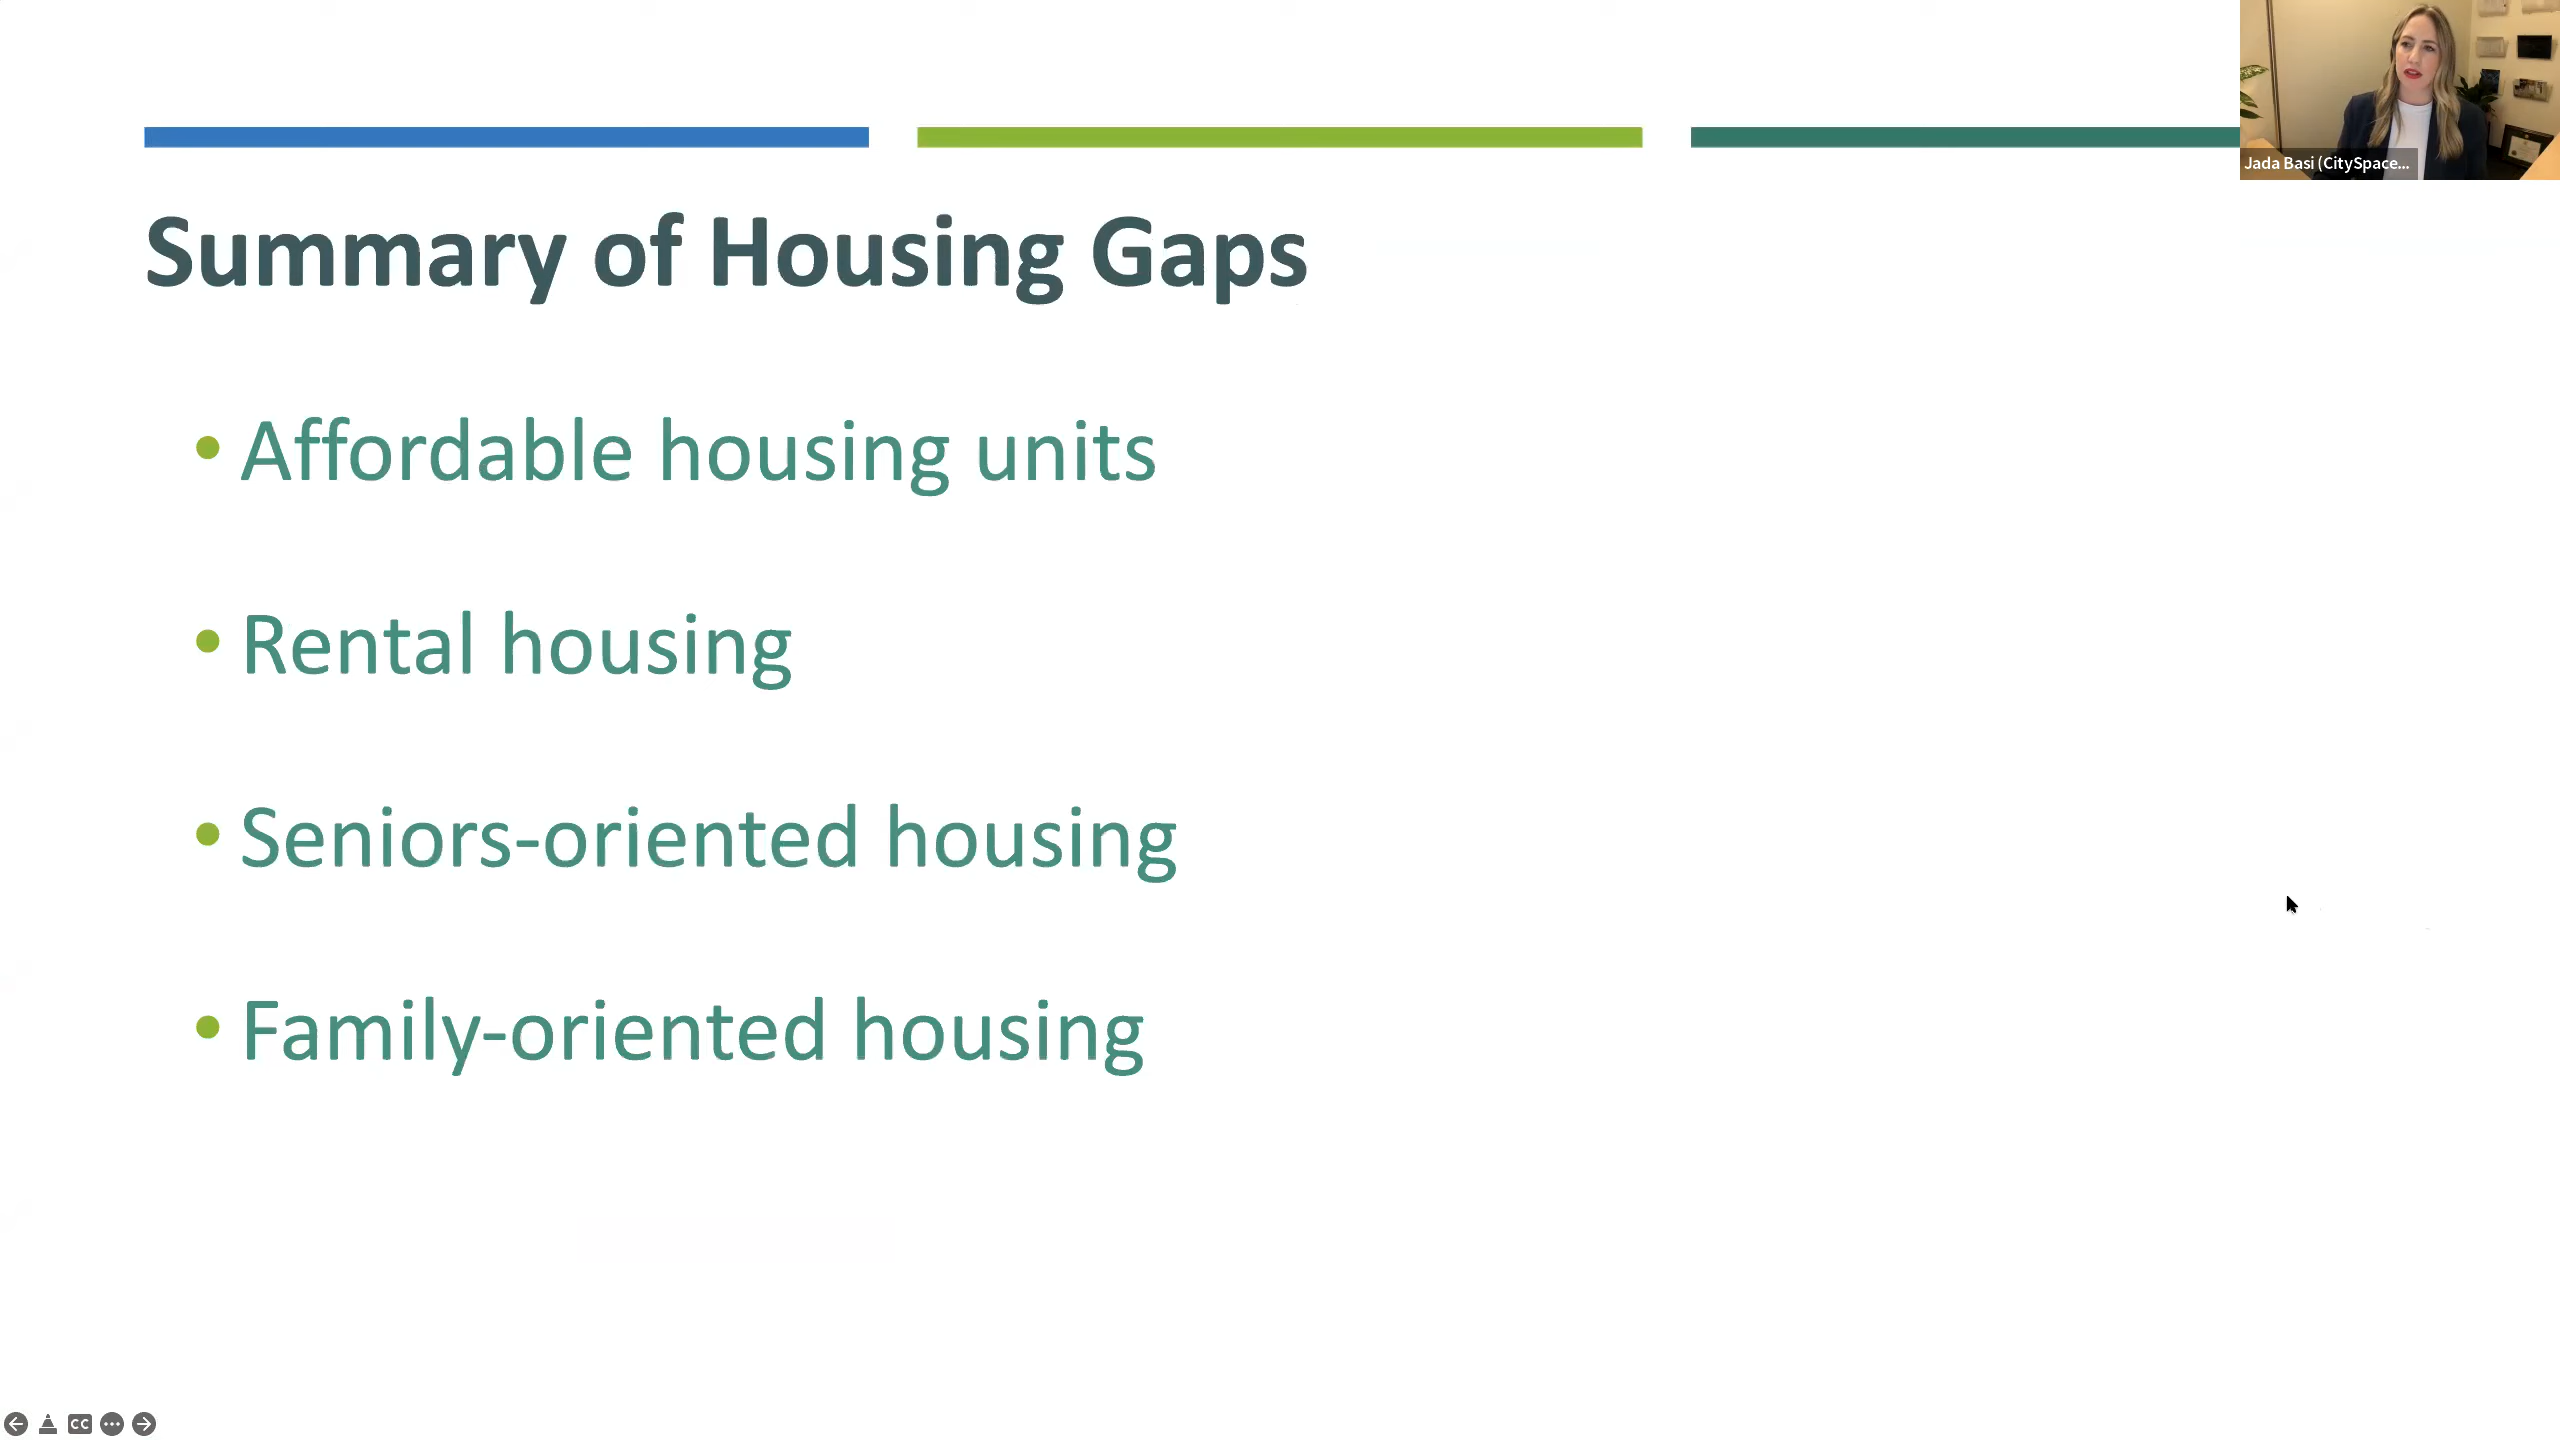 Jada Basi (CitySpace...
Summary of Housing Gaps
• Affordable housing units
• Rental housing
• Seniors-oriented housing
• Family-oriented housing
CC